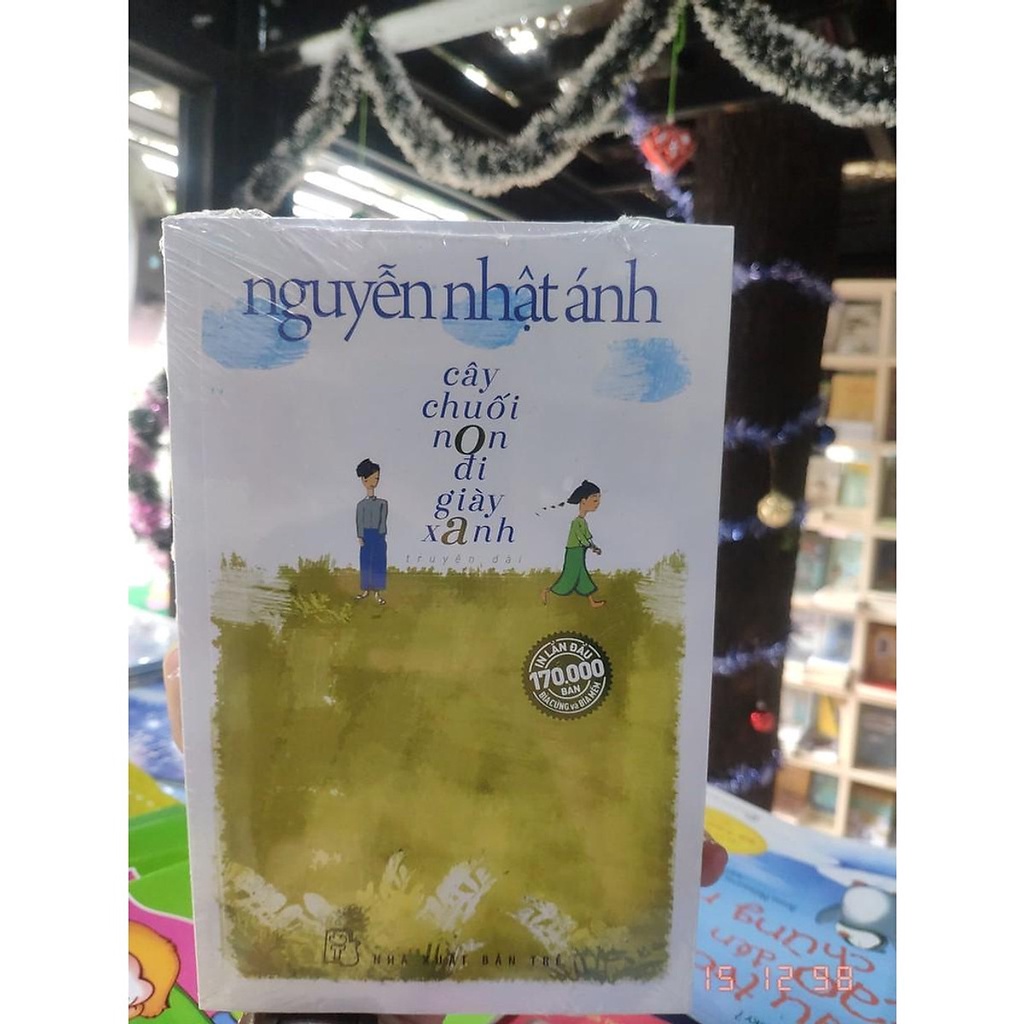 nguyễn nhật ánh
cây
chuối
non
đi
giày
xanh
truyện dài
IN LẦN ĐẦU
170.000
BẢN
BÌA CỨNG và BÌA MỀM
NHÀ XUẤT BẢN TRẺ
19 12 98